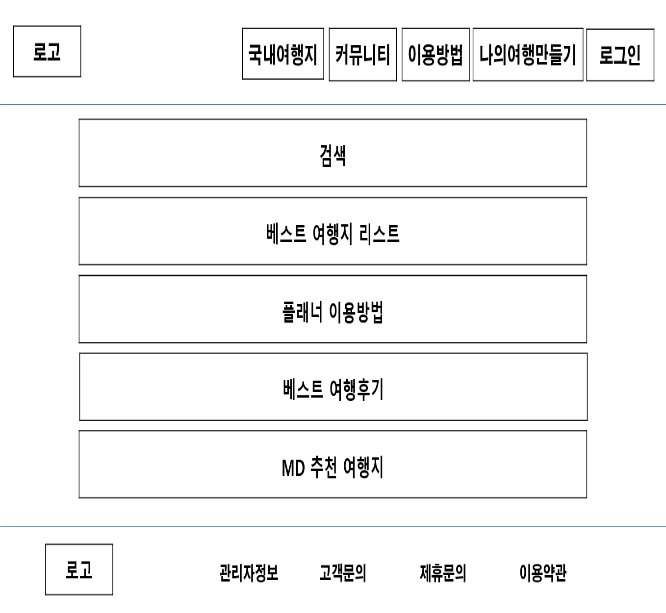 로고 국내여행지 커뮤니티 이용방법 나의여행만들기 로그인
검색
베스트 여행지 리스트
플래너 이용방법
베스트 여행후기
MD 추천 여행지
로고 관리자정보 고객문의 제휴문의 이용약관